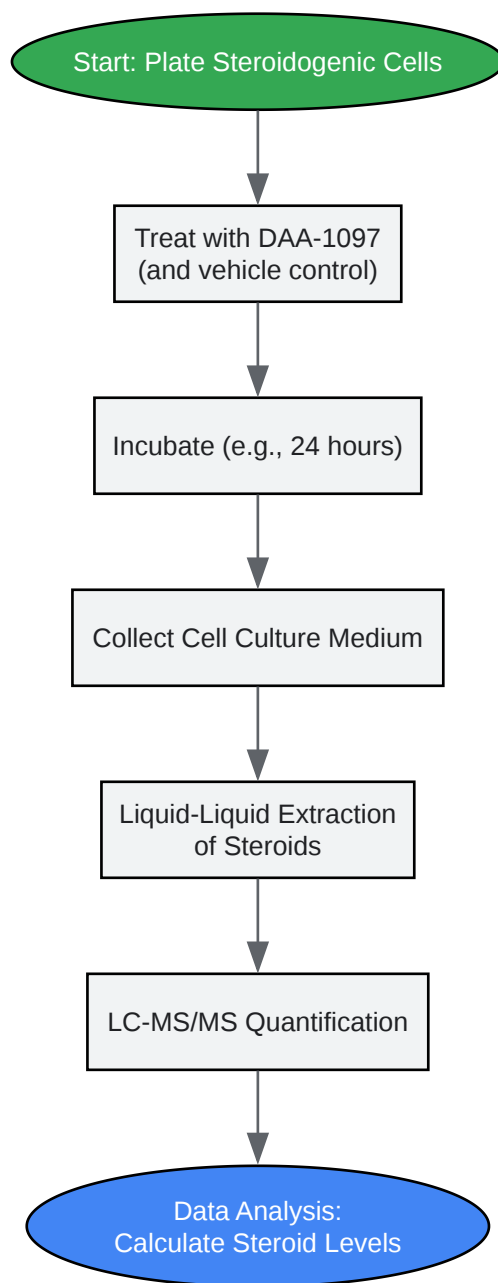 Start: Plate Steroidogenic Cells
Treat with DAA-1097
(and vehicle control)
Incubate (e.g., 24 hours)
Collect Cell Culture Medium
Liquid-Liquid Extraction
of Steroids
LC-MS/MS Quantification
Data Analysis:
Calculate Steroid Levels